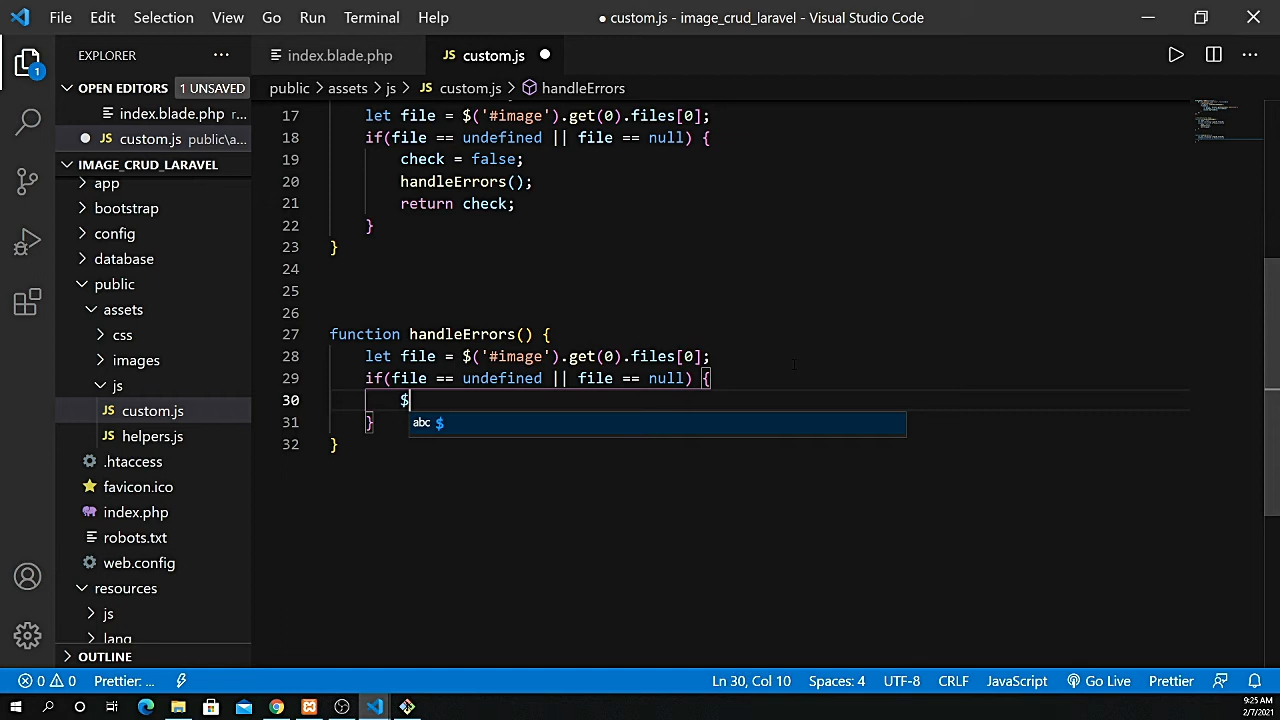 File Edit Selection View Go Run Terminal Help
● custom.js - image_crud_laravel - Visual Studio Code
EXPLORER ···
index.blade.php
JS custom.js
OPEN EDITORS 1 UNSAVED
index.blade.php r...
custom.js public\a...
public > assets > js > JS custom.js > handleErrors
IMAGE_CRUD_LARAVEL
app
bootstrap
config
database
public
assets
css
images
js
JS custom.js
JS helpers.js
.htaccess
favicon.ico
index.php
robots.txt
web.config
resources
js
lang
OUTLINE
17 let file = $('#image').get(0).files[0];
18 if(file == undefined || file == null) {
19 check = false;
20 handleErrors();
21 return check;
22 }
23 }
24
25
26
27 function handleErrors() {
28 let file = $('#image').get(0).files[0];
29 if(file == undefined || file == null) {
30 $
abc $
31 }
32 }
1
0 0 Prettier: ...
Ln 30, Col 10 Spaces: 4 UTF-8 CRLF JavaScript Go Live Prettier
9:25 AM
2/7/2021